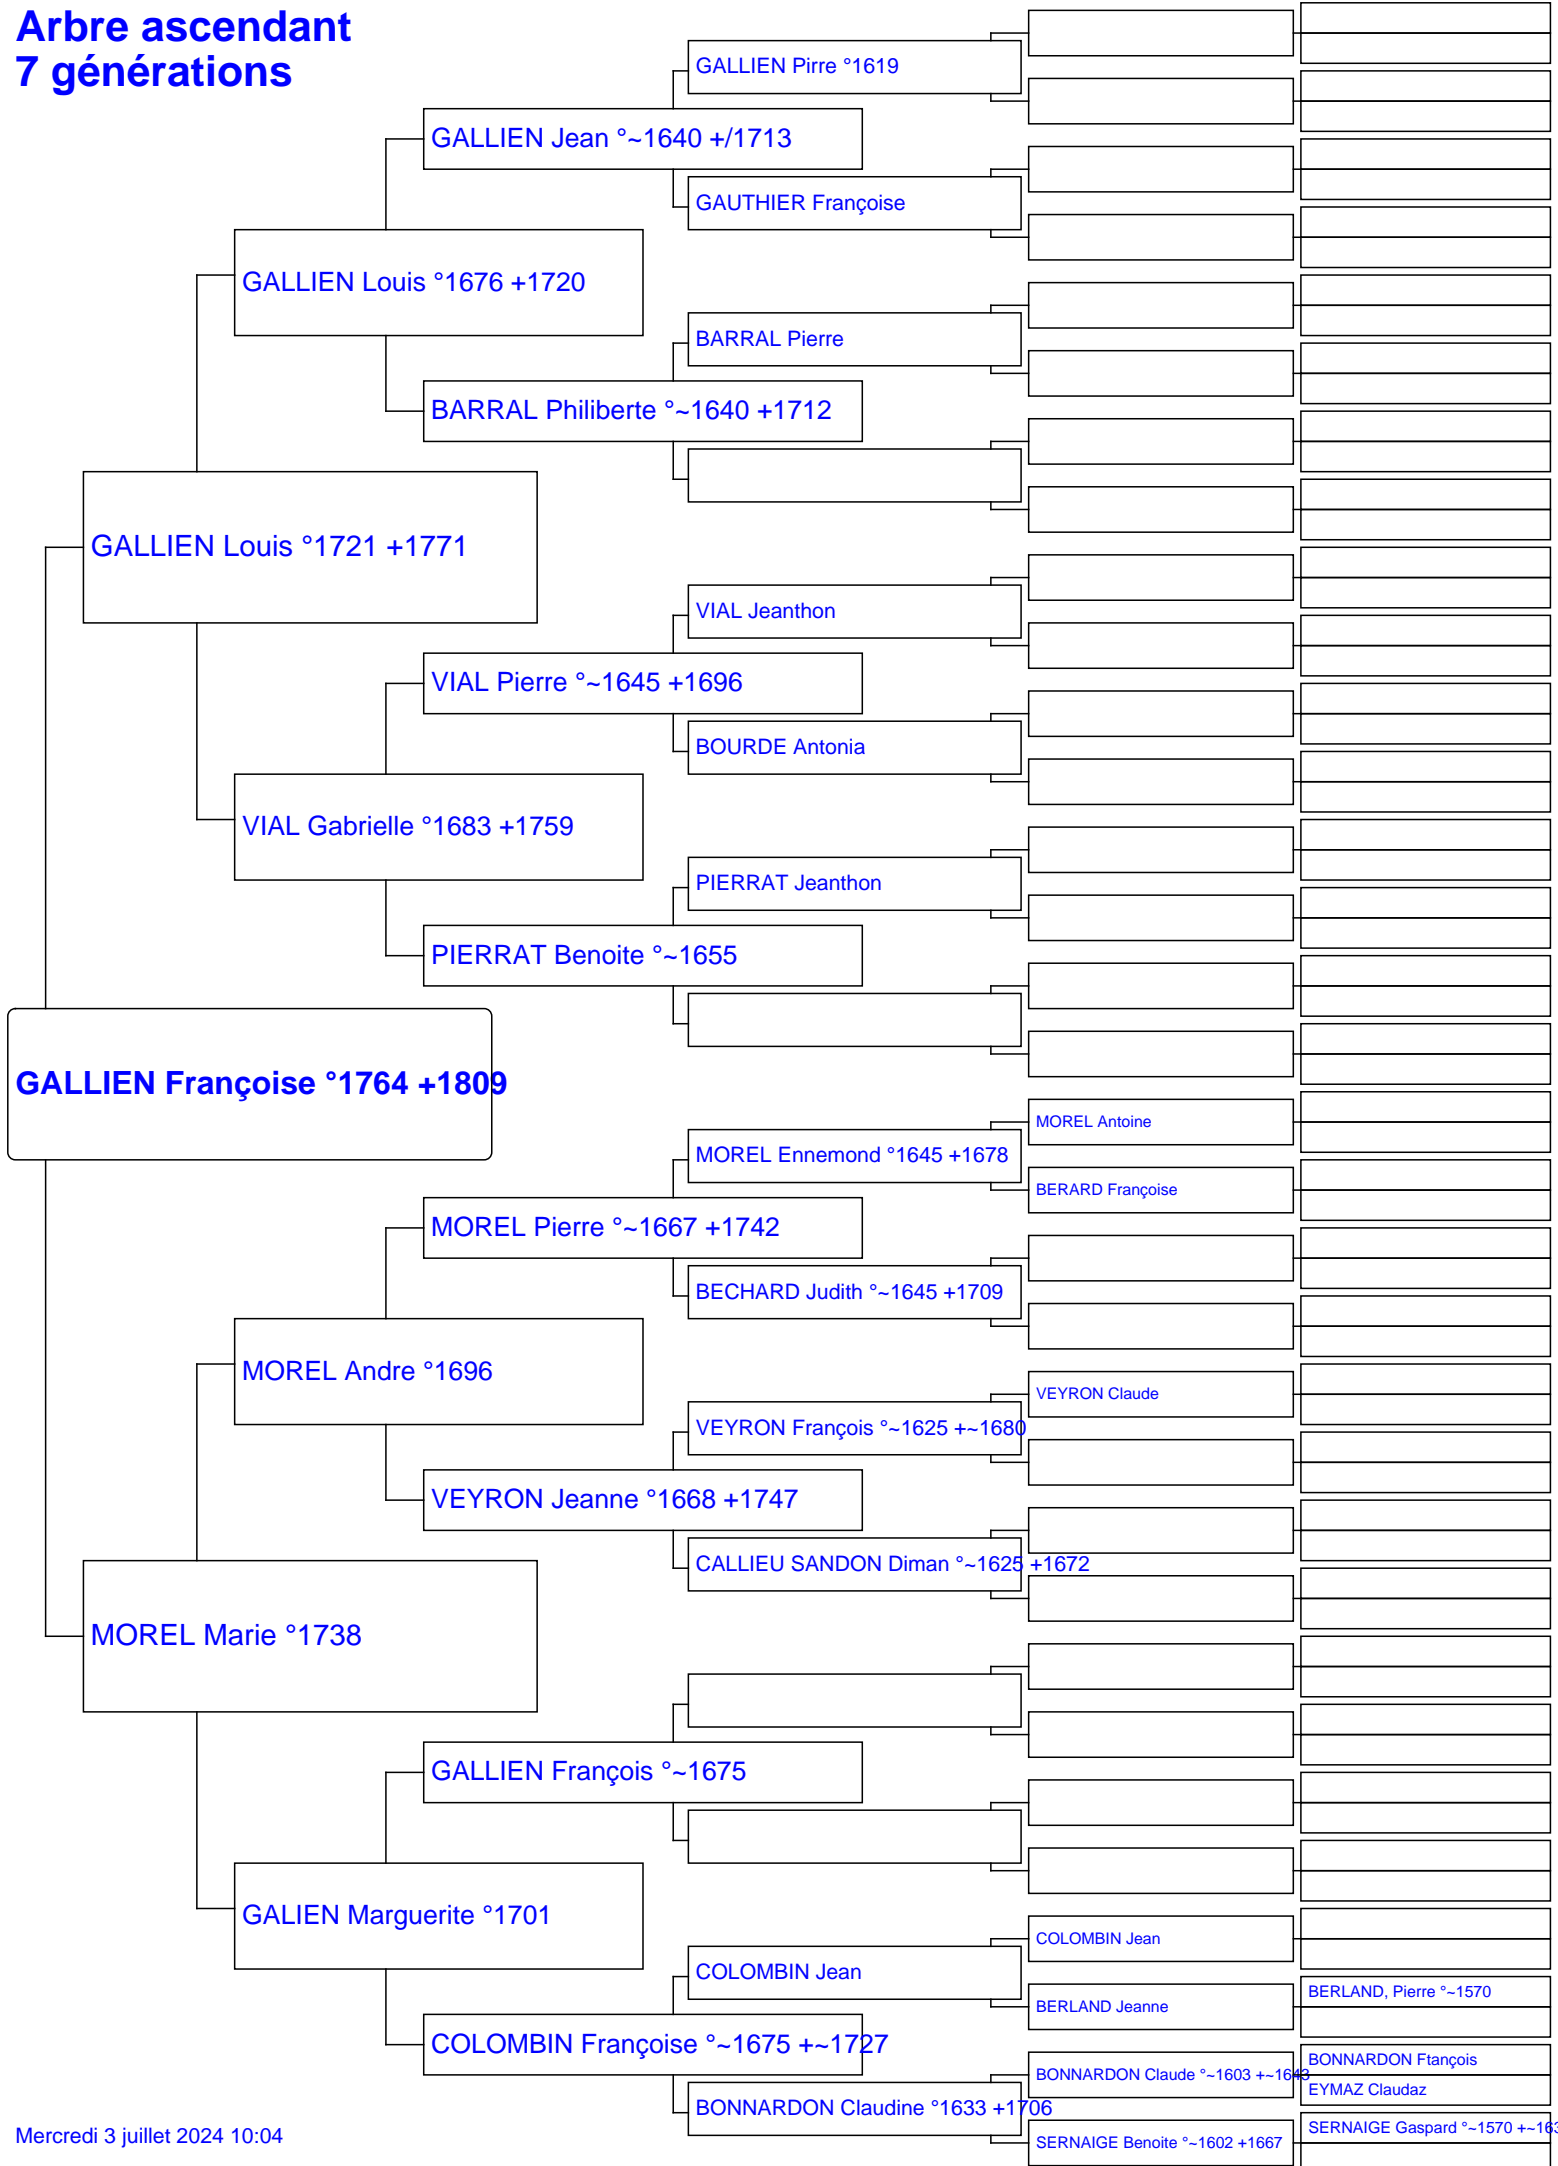 Arbre ascendant
7 générations
GALLIEN Pirre °1619
GALLIEN Jean °~1640 +/1713
GAUTHIER Françoise
GALLIEN Louis °1676 +1720
BARRAL Pierre
BARRAL Philiberte °~1640 +1712
GALLIEN Louis °1721 +1771
VIAL Jeanthon
VIAL Pierre °~1645 +1696
BOURDE Antonia
VIAL Gabrielle °1683 +1759
PIERRAT Jeanthon
PIERRAT Benoite °~1655
GALLIEN Françoise °1764 +1809
MOREL Antoine
MOREL Ennemond °1645 +1678
BERARD Françoise
MOREL Pierre °~1667 +1742
BECHARD Judith °~1645 +1709
MOREL Andre °1696
VEYRON Claude
VEYRON François °~1625 +~1680
VEYRON Jeanne °1668 +1747
CALLIEU SANDON Diman °~1625 +1672
MOREL Marie °1738
GALLIEN François °~1675
GALIEN Marguerite °1701
COLOMBIN Jean
COLOMBIN Jean
BERLAND, Pierre °~1570
BERLAND Jeanne
COLOMBIN Françoise °~1675 +~1727
BONNARDON Ftançois
BONNARDON Claude °~1603 +~1643
EYMAZ Claudaz
BONNARDON Claudine °1633 +1706
SERNAIGE Gaspard °~1570
SERNAIGE Benoite °~1602 +1667
Mercredi 3 juillet 2024 10:04